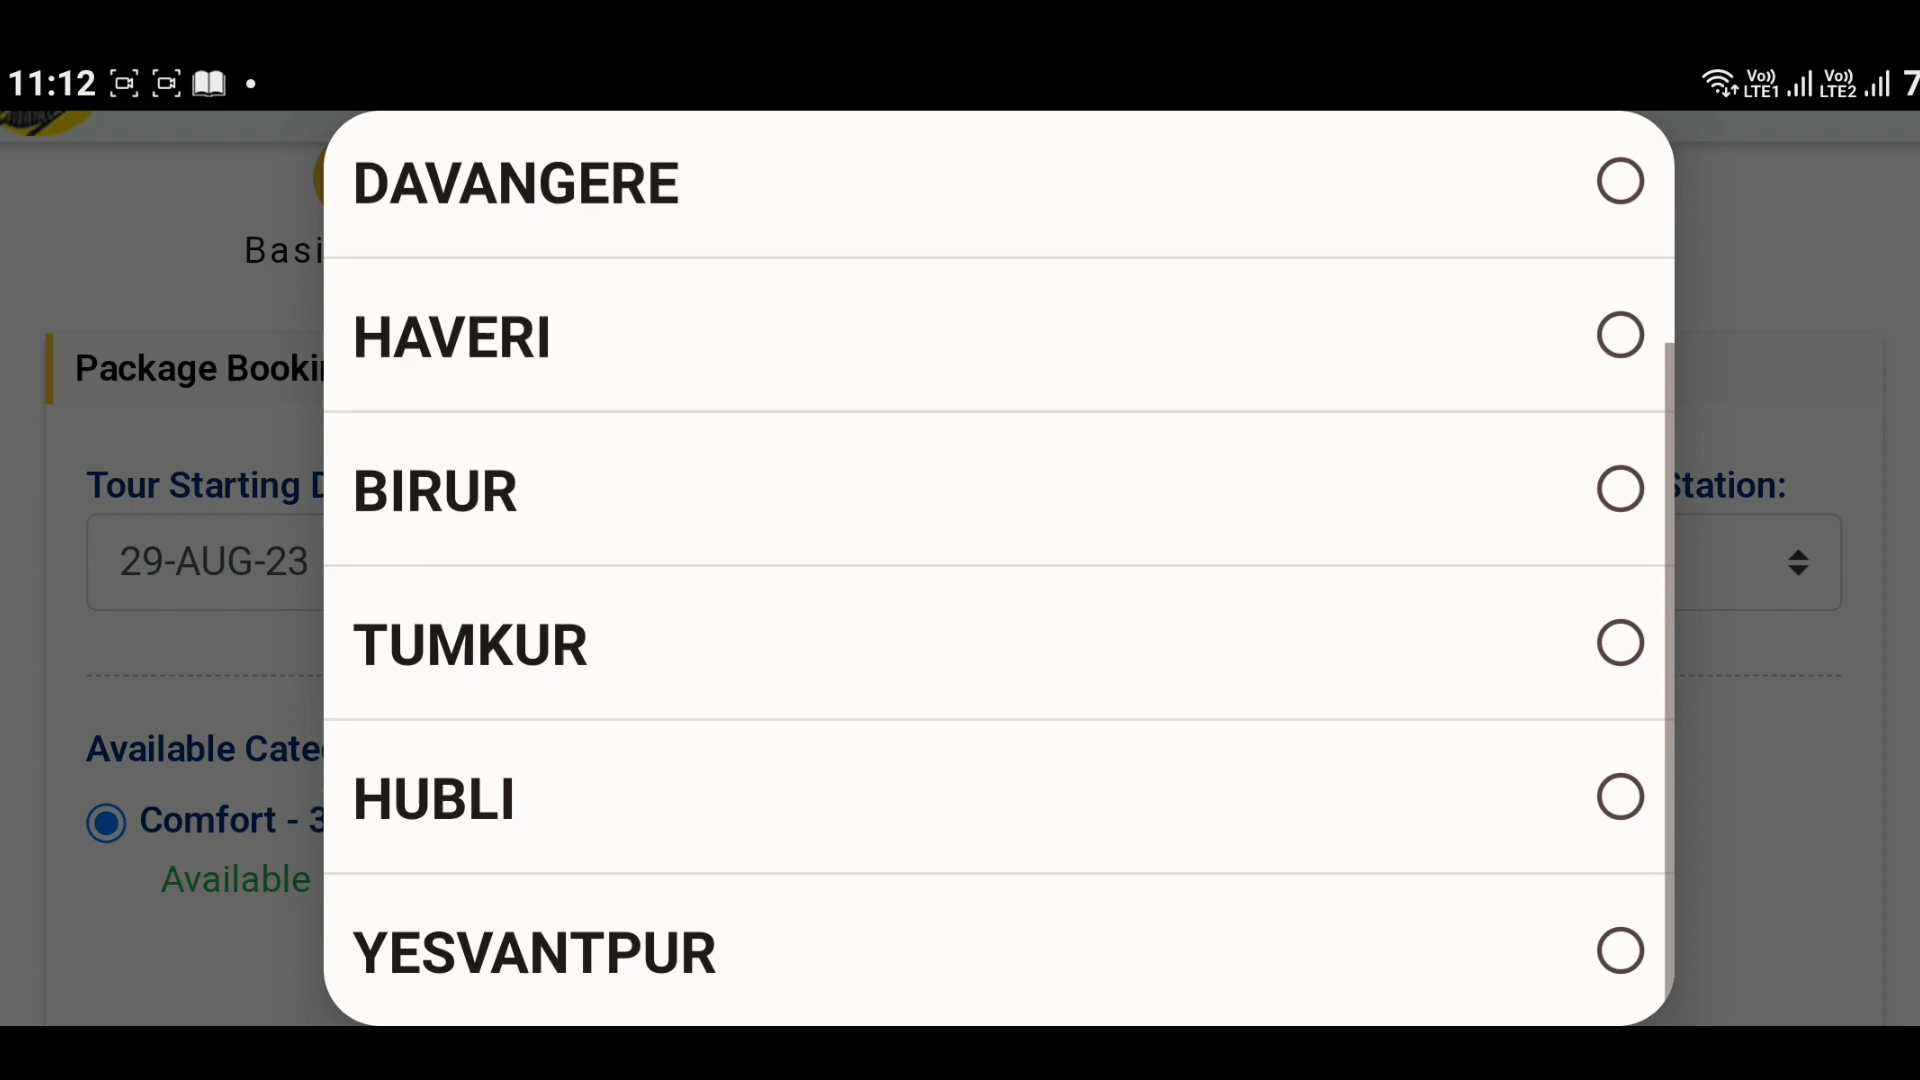 11:12
Vo)) LTE1 Vo)) LTE2 7
DAVANGERE
Basi
HAVERI
Package Booki
BIRUR
Tour Starting
Station:
29-AUG-23
TUMKUR
Available Cate
HUBLI
Comfort - 3
Available
YESVANTPUR